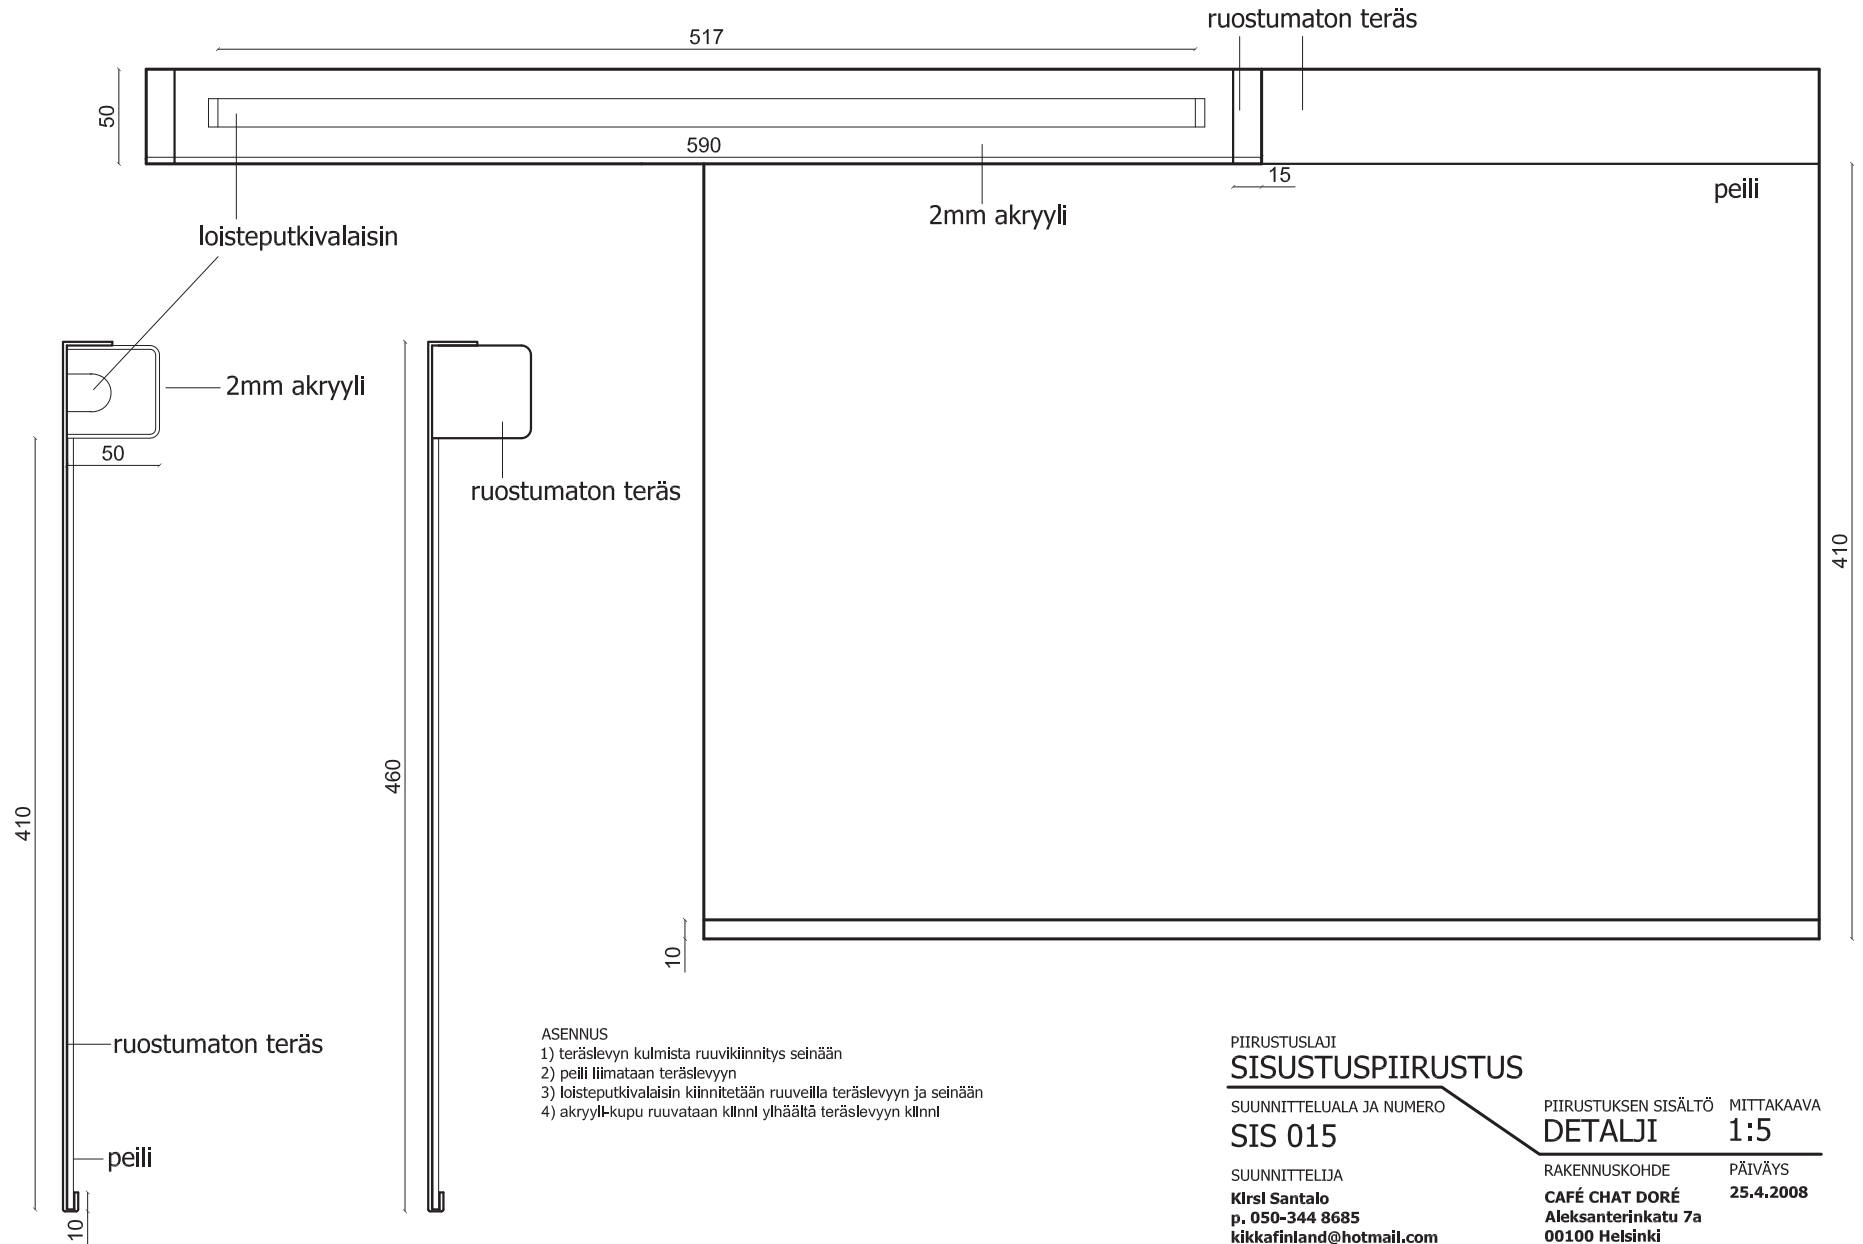 ruostumaton teräs
517
50
590
15
peili
2mm akryyli
loisteputkivalaisin
2mm akryyli
50
ruostumaton teräs
410
460
410
10
ruostumaton teräs
peili
10
ASENNUS
1) teräslevyn kulmista ruuvikiinnitys seinään
2) peili liimataan teräslevyyn
3) loisteputkivalaisin kiinnitetään ruuveilla teräslevyyn ja seinään
4) akryyli-kupu ruuvataan kiinni ylhäältä teräslevyyn kiinni
PIIRUSTUSLAJI
SISUSTUSPIIRUSTUS
SUUNNITTELUALA JA NUMERO
SIS 015
PIIRUSTUKSEN SISÄLTÖ
DETALJI
MITTAKAAVA
1:5
SUUNNITTELIJA
Kirsi Santalo
p. 050-344 8685
kikkafinland@hotmail.com
RAKENNUSKOHDE
CAFÉ CHAT DORÉ
Aleksanterinkatu 7a
00100 Helsinki
PÄIVÄYS
25.4.2008